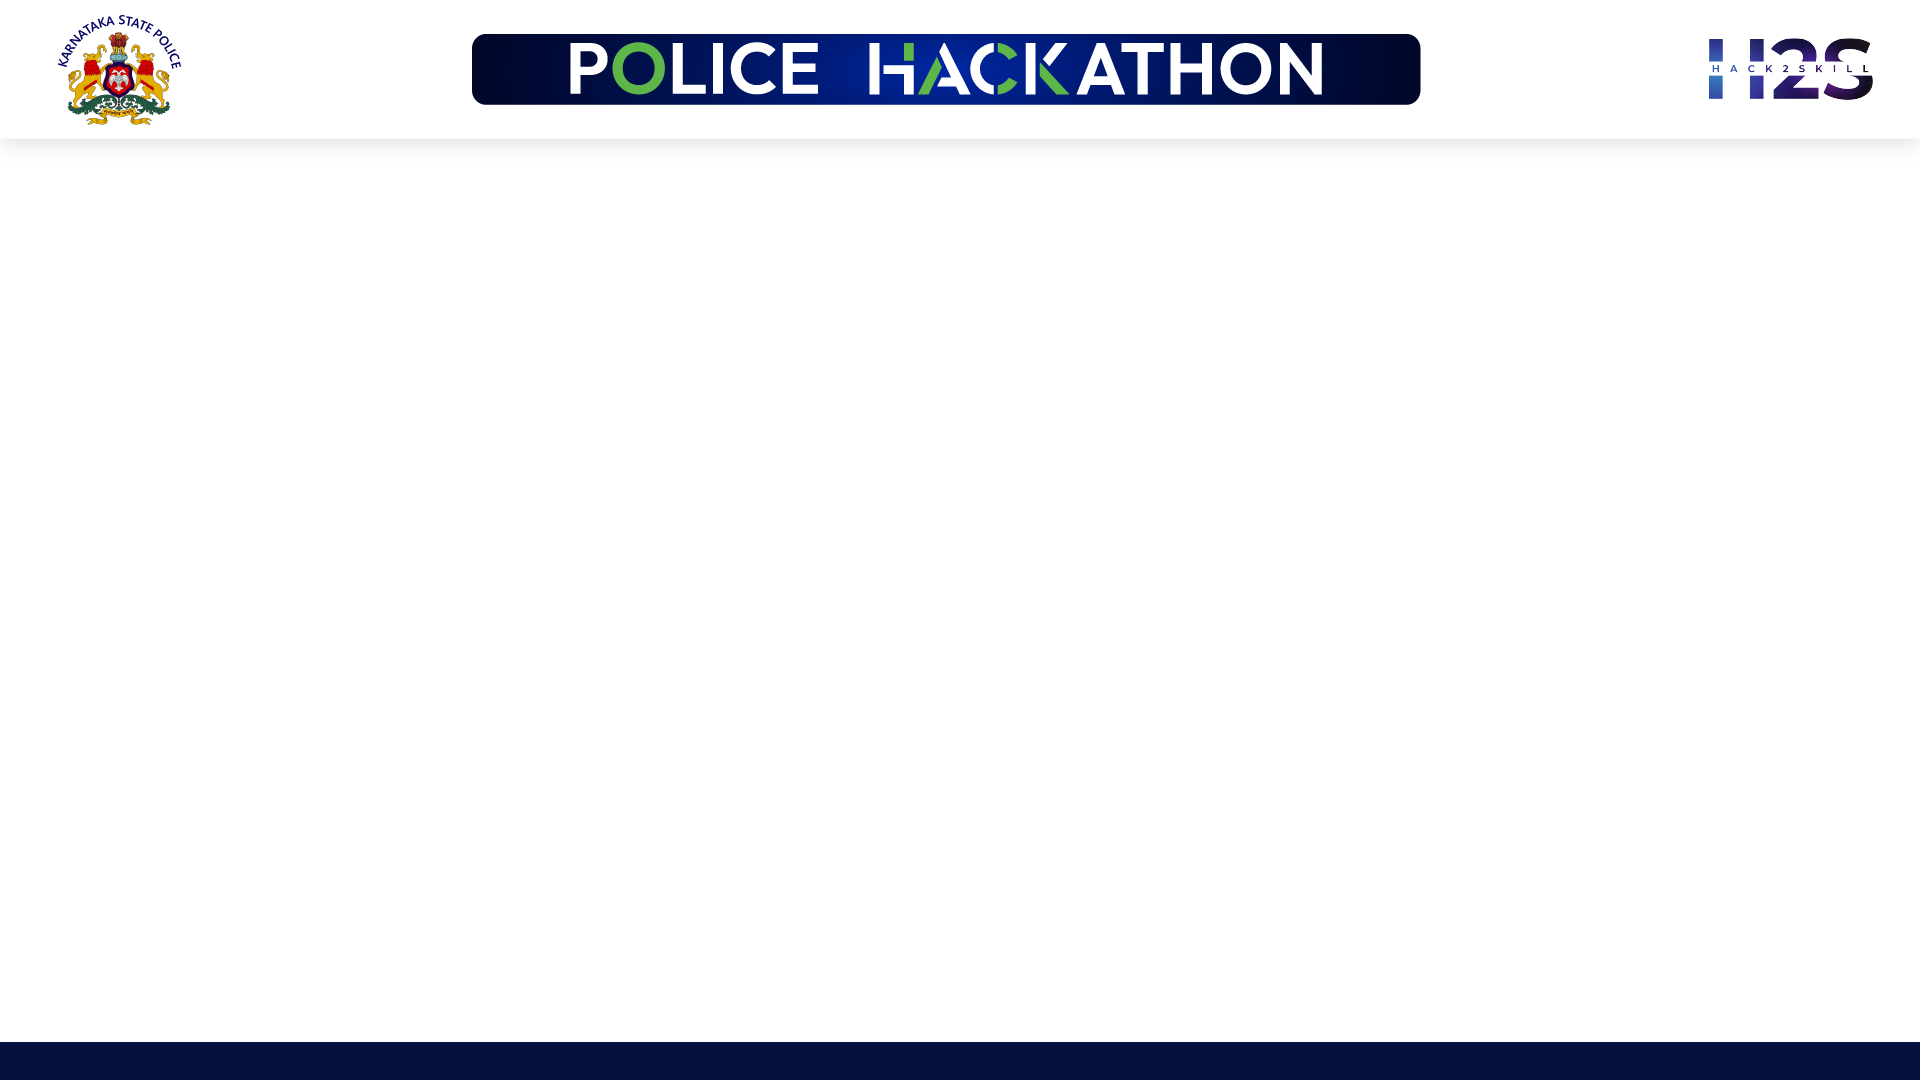 KARNATAKA STATE POLICE
POLICE HACKATHON
H2S
HACK2SKILL